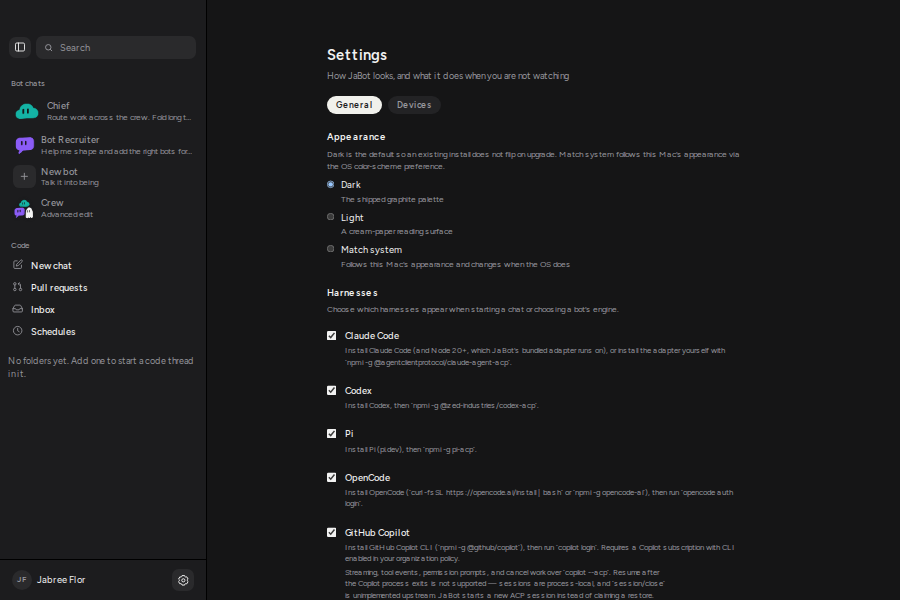 Search
Bot chats
Chief
Route work across the crew. Fold long t...
Bot Recruiter
Help me shape and add the right bots for...
New bot
Talk it into being
Crew
Advanced edit
Code
New chat
Pull requests
Inbox
Schedules
No folders yet. Add one to start a code thread
in it.
JF
Jabree Flor
Settings
How JaBot looks, and what it does when you are not watching
General
Devices
Appearance
Dark is the default so an existing install does not flip on upgrade. Match system follows this Mac's appearance via
the OS color-scheme preference.
Dark
The shipped graphite palette
Light
A cream-paper reading surface
Match system
Follows this Mac's appearance and changes when the OS does
Harnesses
Choose which harnesses appear when starting a chat or choosing a bot's engine.
Claude Code
Install Claude Code (and Node 20+, which JaBot's bundled adapter runs on), or install the adapter yourself with
`npm i -g @agentclientprotocol/claude-agent-acp`.
Codex
Install Codex, then `npm i -g @zed-industries/codex-acp`.
Pi
Install Pi (pi.dev), then `npm i -g pi-acp`.
OpenCode
Install OpenCode (`curl -fsSL https://opencode.ai/install | bash` or `npm i -g opencode-ai`), then run `opencode auth
login`.
GitHub Copilot
Install GitHub Copilot CLI (`npm i -g @github/copilot`), then run `copilot login`. Requires a Copilot subscription with CLI
enabled in your organization policy.
Streaming, tool events, permission prompts, and cancel work over `copilot --acp`. Resume after
the Copilot process exits is not supported — sessions are process-local, and `session/close`
is unimplemented upstream. JaBot starts a new ACP session instead of claiming a restore.